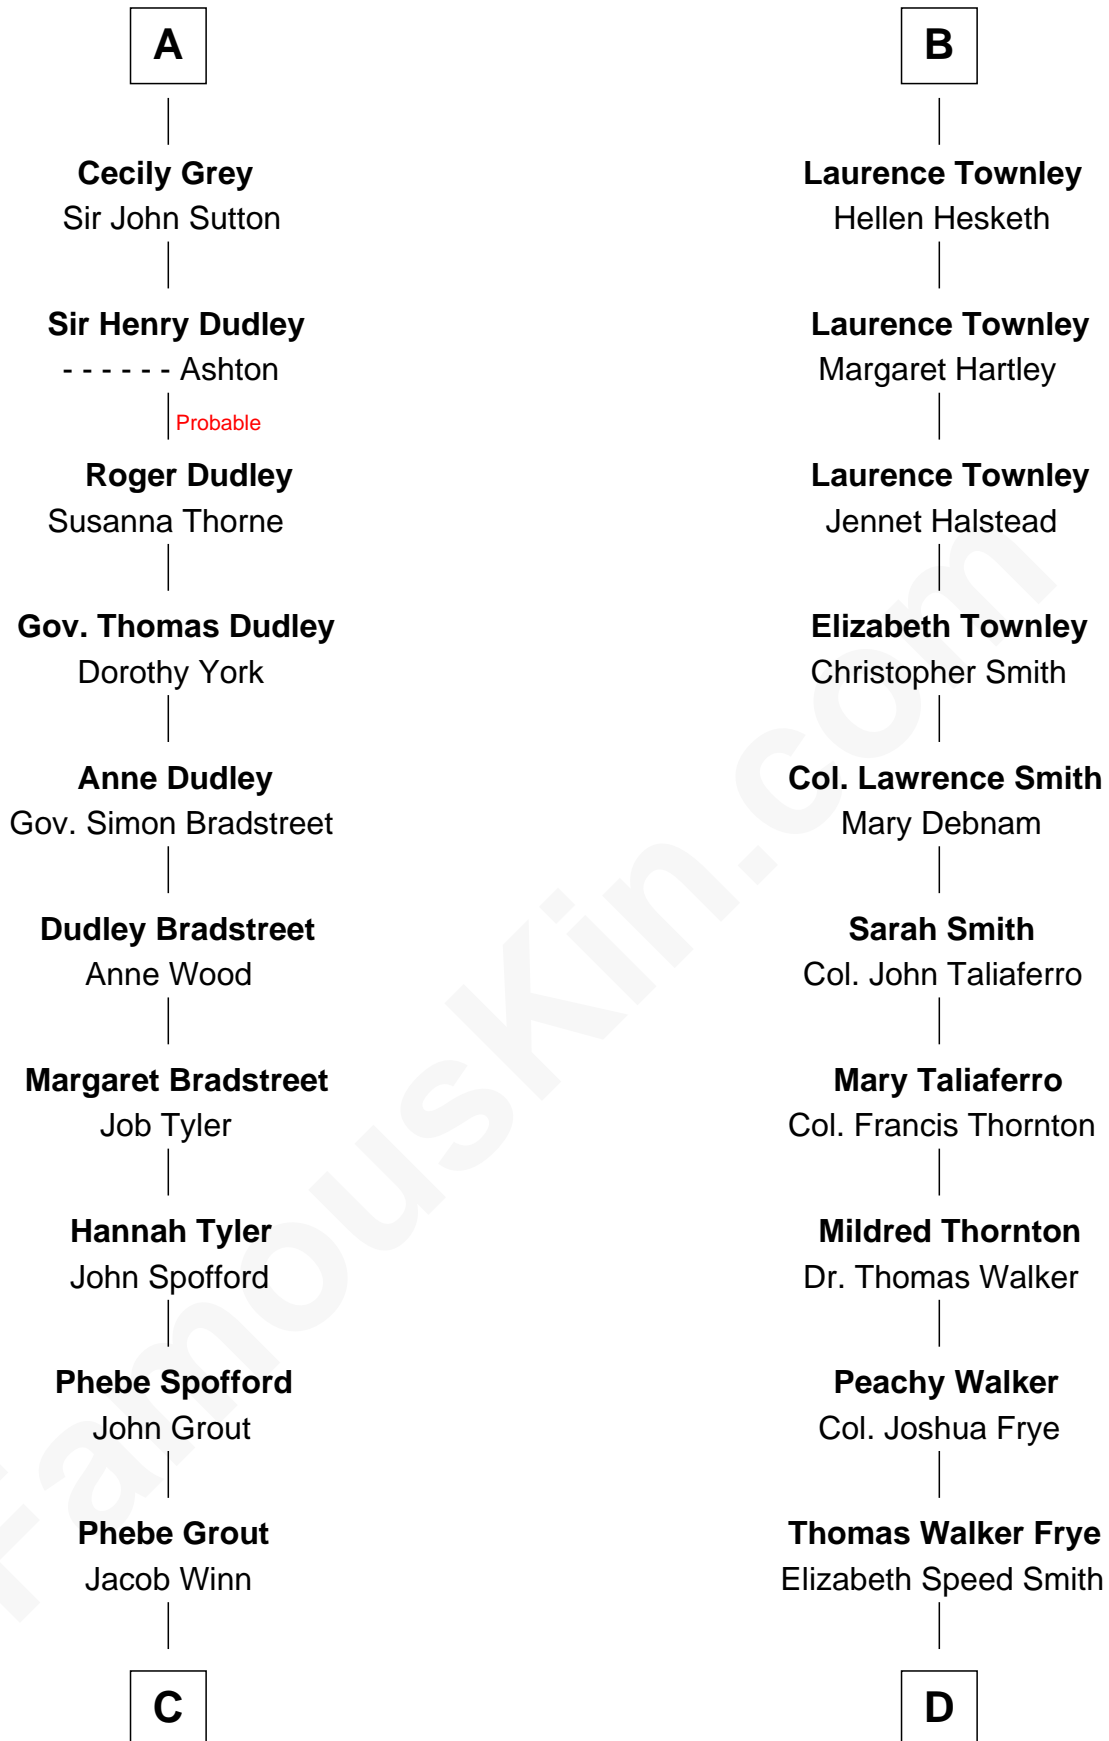 A
Cecily Grey
Sir John Sutton
Sir Henry Dudley
- - - - - - Ashton
Probable
Roger Dudley
Susanna Thorne
Gov. Thomas Dudley
Dorothy York
Anne Dudley
Gov. Simon Bradstreet
Dudley Bradstreet
Anne Wood
Margaret Bradstreet
Job Tyler
Hannah Tyler
John Spofford
Phebe Spofford
John Grout
Phebe Grout
Jacob Winn
C
B
Laurence Townley
Hellen Hesketh
Laurence Townley
Margaret Hartley
Laurence Townley
Jennet Halstead
Elizabeth Townley
Christopher Smith
Col. Lawrence Smith
Mary Debnam
Sarah Smith
Col. John Taliaferro
Mary Taliaferro
Col. Francis Thornton
Mildred Thornton
Dr. Thomas Walker
Peachy Walker
Col. Joshua Frye
Thomas Walker Frye
Elizabeth Speed Smith
D
FamousKin.com